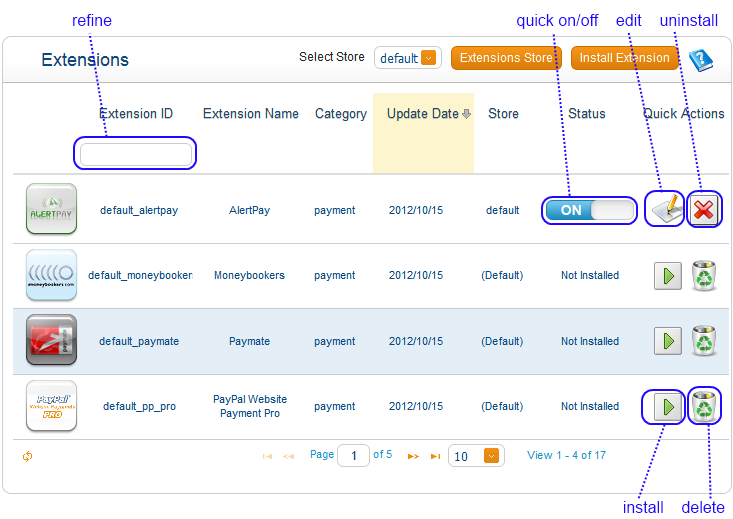 refine
quick on/off
edit
uninstall
Extensions
Select Store
default
Extensions Store
Install Extension
?
Extension ID
Extension Name
Category
Update Date
Store
Status
Quick Actions
ALERTPAY
default_alertpay
AlertPay
payment
2012/10/15
default
ON
moneybookers.com
default_moneybookers
Moneybookers
payment
2012/10/15
(Default)
Not Installed
default_paymate
Paymate
payment
2012/10/15
(Default)
Not Installed
PayPal
Website Payments
PRO
default_pp_pro
PayPal Website
Payment Pro
payment
2012/10/15
(Default)
Not Installed
Page
1
of 5
10
View 1 - 4 of 17
install
delete